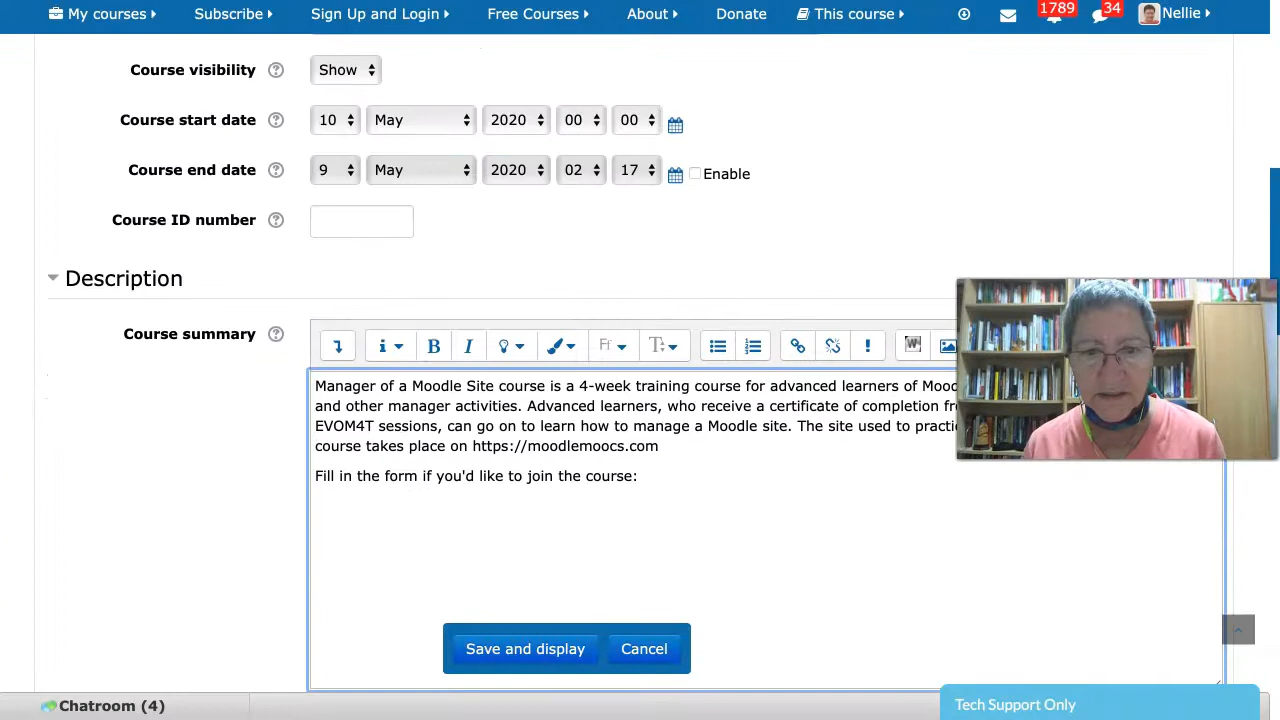 My courses Subscribe Sign Up and Login Free Courses About Donate This course 1789 34 Nellie
Course visibility Show
Course start date 10 May 2020 00 00
Course end date 9 May 2020 02 17 Enable
Course ID number
Description
Course summary
Manager of a Moodle Site course is a 4-week training course for advanced learners of
and other manager activities. Advanced learners, who receive a certificate of completion
EVOM4T sessions, can go on to learn how to manage a Moodle site. The site used to
course takes place on https://moodlemoocs.com
Fill in the form if you'd like to join the course:
Save and display Cancel
Chatroom (4)
Tech Support Only